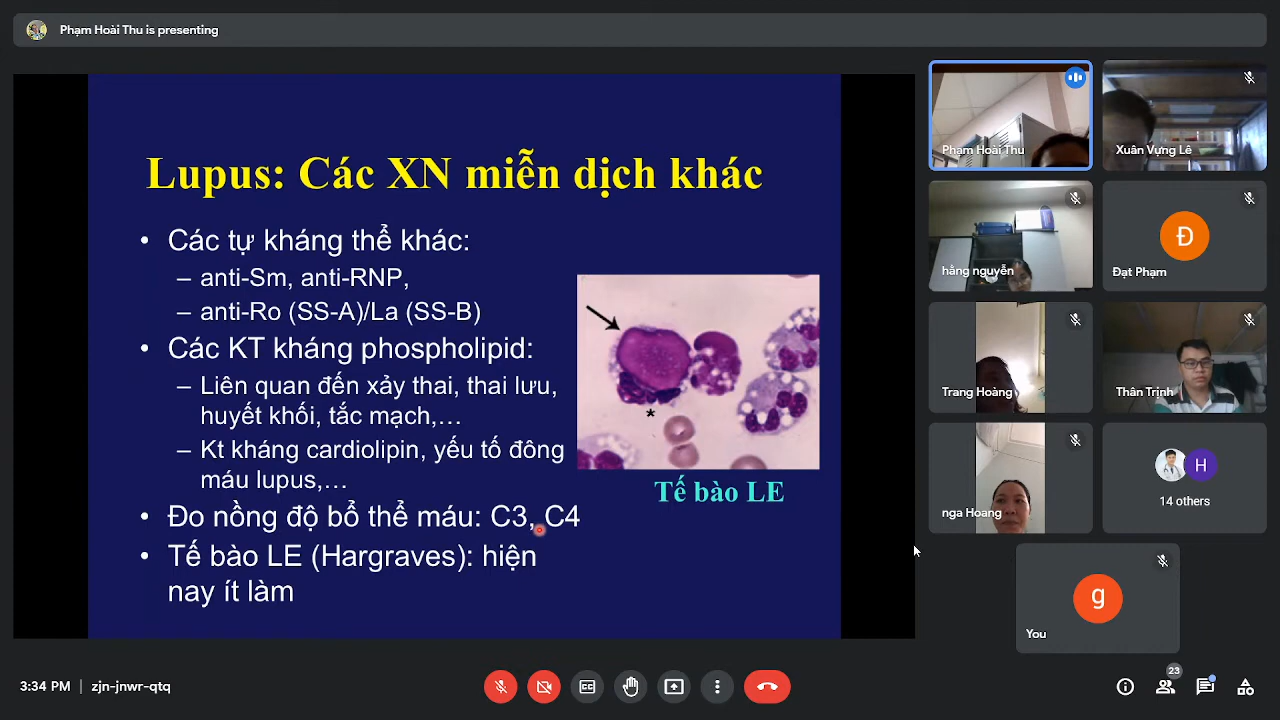 Phạm Hoài Thu is presenting
Lupus: Các XN miễn dịch khác
• Các tự kháng thể khác:
– anti-Sm, anti-RNP,
– anti-Ro (SS-A)/La (SS-B)
• Các KT kháng phospholipid:
– Liên quan đến xảy thai, thai lưu,
huyết khối, tắc mạch,…
– Kt kháng cardiolipin, yếu tố đông
máu lupus,…
• Đo nồng độ bổ thể máu: C3, C4
• Tế bào LE (Hargraves): hiện
nay ít làm
*
Tế bào LE
Phạm Hoài Thu
Xuân Vựng Lê
hằng nguyễn
Đ
Đạt Phạm
Trang Hoàng
Thân Trịnh
nga Hoang
H
14 others
g
You
3:34 PM | zjn-jnwr-qtq
23